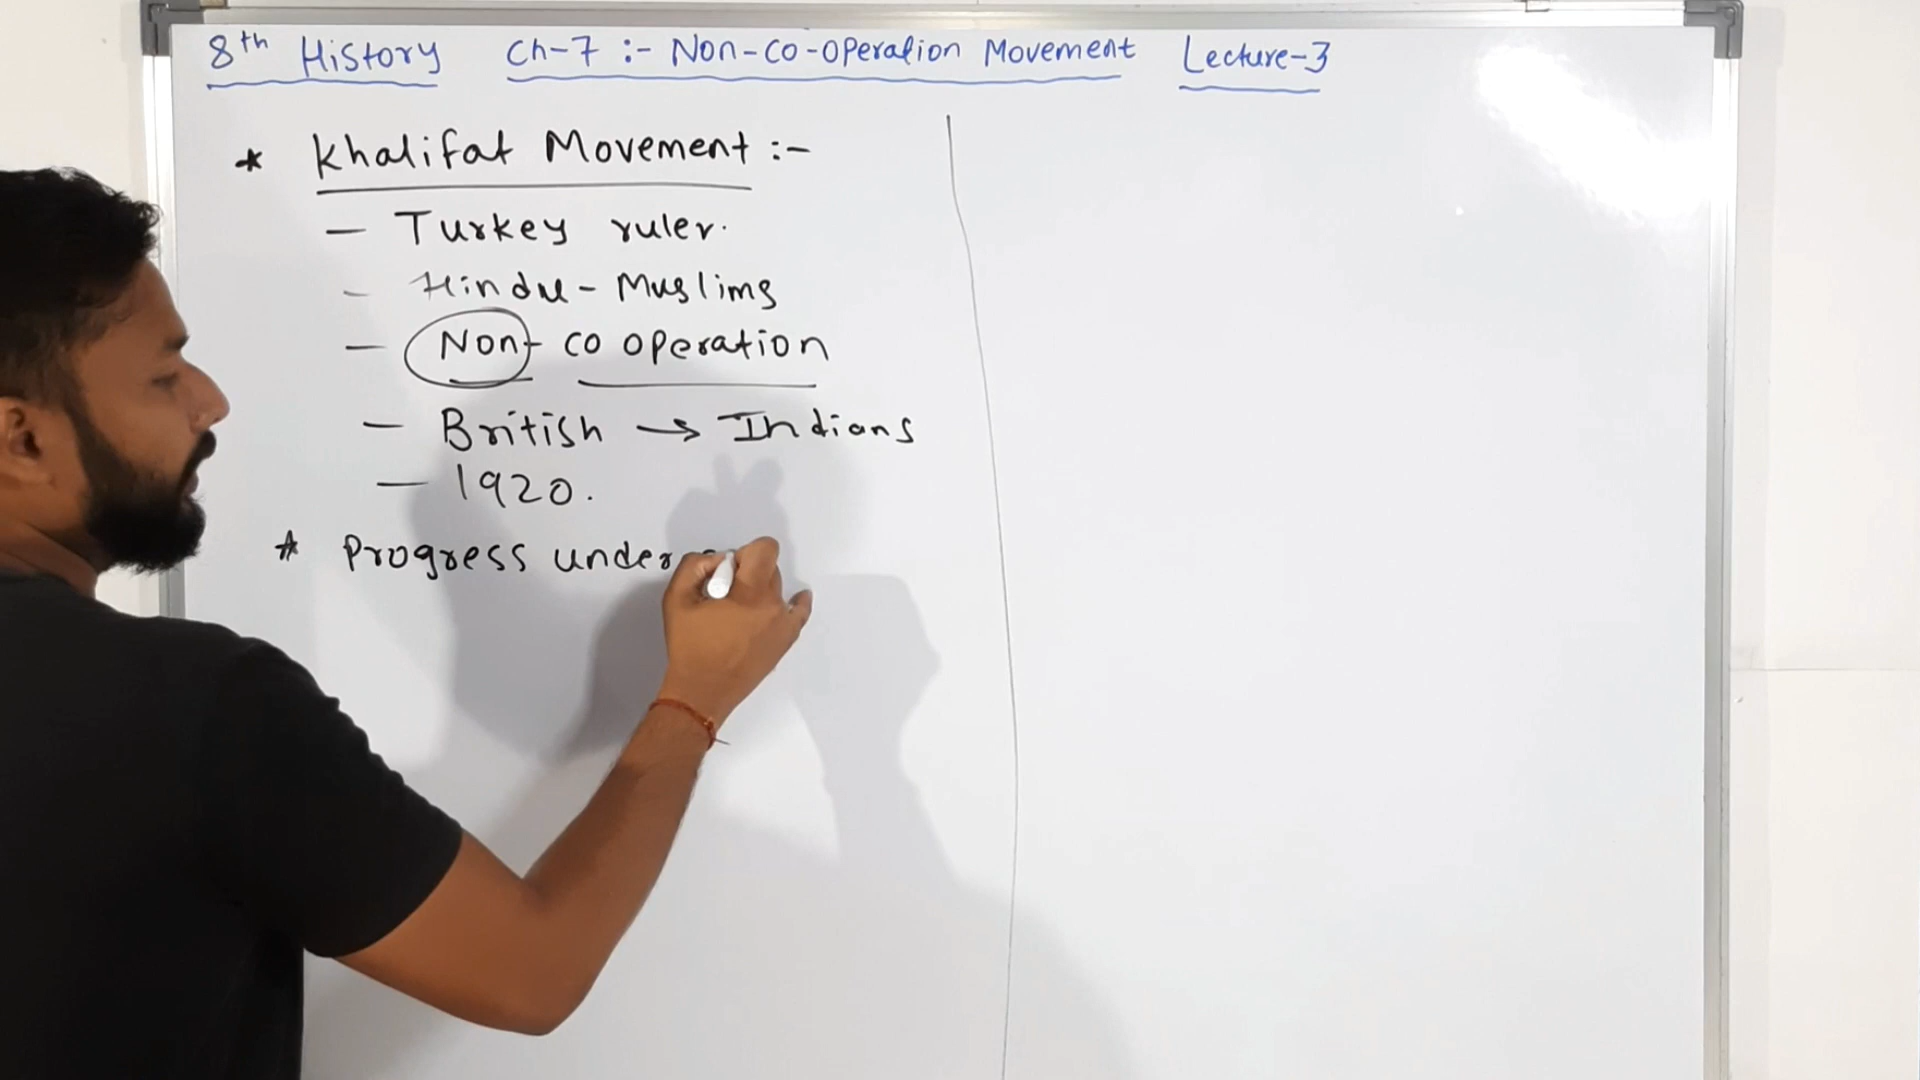 8th History Ch-7 :- Non-co-operation Movement Lecture-3
* Khalifat Movement :-
- Turkey ruler.
- Hindu - Muslims
- Non- co operation
- British → Indians
- 1920.
* Progress under